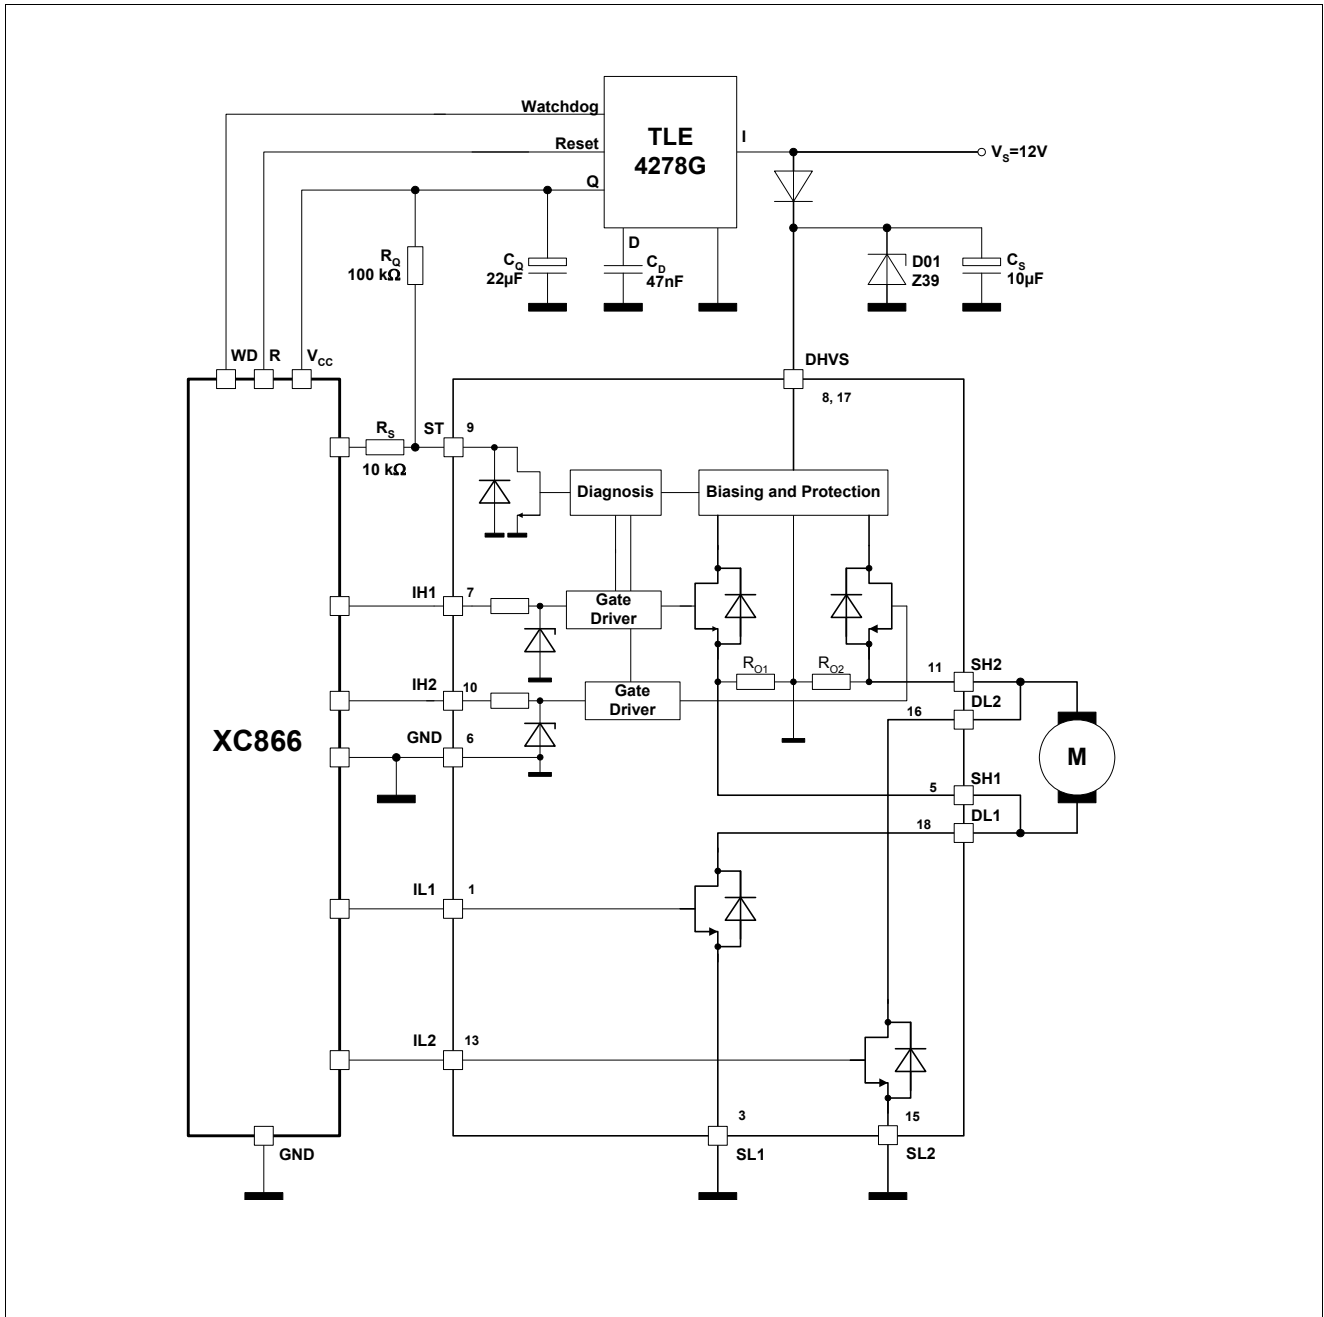 Watchdog
Reset
Q
TLE
4278G
I
V_S=12V
D
R_Q
100 kΩ
C_Q
22µF
C_D
47nF
D01
Z39
C_S
10µF
WD
R
V_CC
DHVS
8, 17
R_S
10 kΩ
ST
9
Diagnosis
Biasing and Protection
IH1
7
Gate
Driver
R_O1
R_O2
11
SH2
IH2
10
Gate
Driver
16
DL2
XC866
GND
6
M
5
SH1
18
DL1
IL1
1
IL2
13
3
15
GND
SL1
SL2